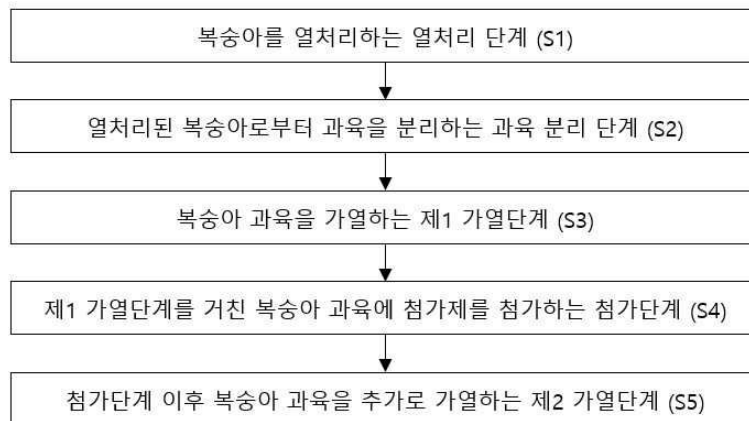 복숭아를 열처리하는 열처리 단계 (S1)
열처리된 복숭아로부터 과육을 분리하는 과육 분리 단계 (S2)
복숭아 과육을 가열하는 제1 가열단계 (S3)
제1 가열단계를 거친 복숭아 과육에 첨가제를 첨가하는 첨가단계 (S4)
첨가단계 이후 복숭아 과육을 추가로 가열하는 제2 가열단계 (S5)